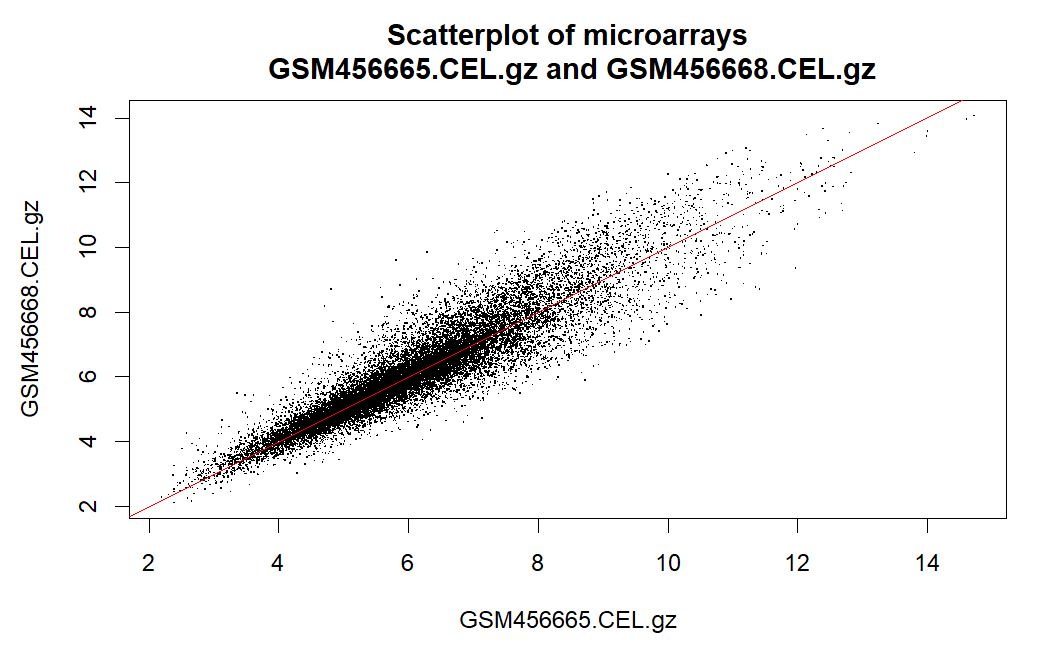 Scatterplot of microarrays
GSM456665.CEL.gz and GSM456668.CEL.gz
GSM456668.CEL.gz
14
12
10
8
6
4
2
2 4 6 8 10 12 14
GSM456665.CEL.gz